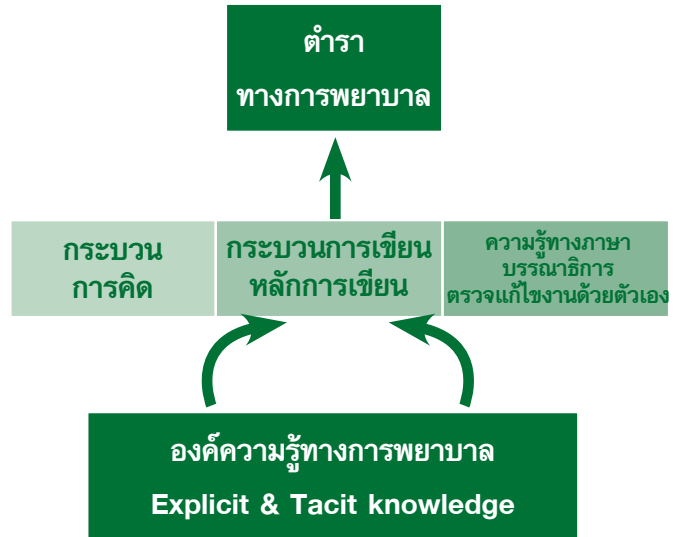 ตำรา
ทางการพยาบาล
กระบวน
การคิด
กระบวนการเขียน
หลักการเขียน
ความรู้ทางภาษา
บรรณาธิการ
ตรวจแก้ไขงานด้วยตัวเอง
องค์ความรู้ทางการพยาบาล
Explicit & Tacit knowledge